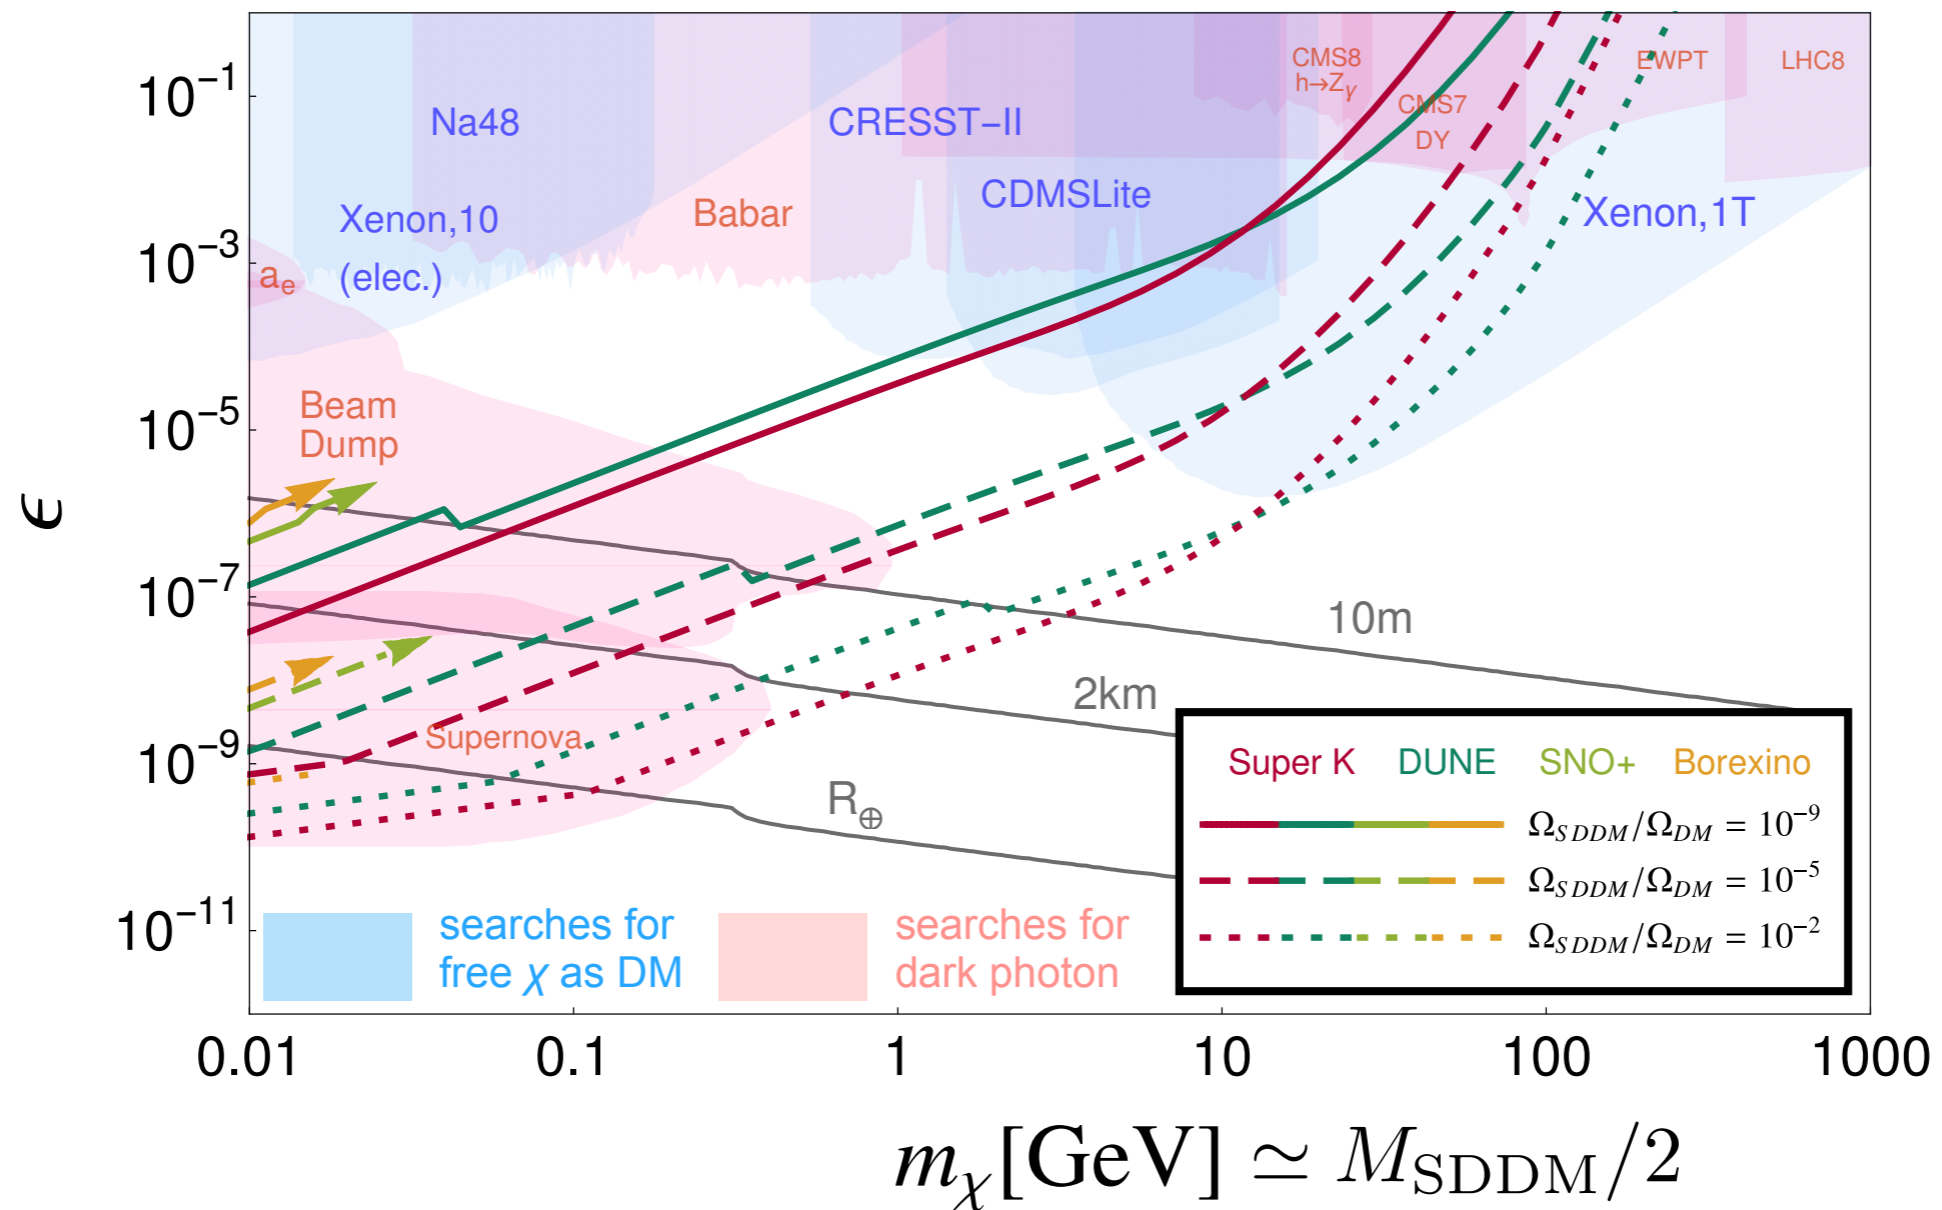 10⁻¹
10⁻³
10⁻⁵
10⁻⁷
10⁻⁹
10⁻¹¹
ϵ
Na48
CRESST−II
CMS8
h→Zγ
CMS7
DY
EWPT
LHC8
Xenon,10
(elec.)
Babar
CDMSLite
Xenon,1T
aₑ
Beam
Dump
Supernova
10m
2km
R⊕
Super K DUNE SNO+ Borexino
Ω_SDDM/Ω_DM = 10⁻⁹
Ω_SDDM/Ω_DM = 10⁻⁵
Ω_SDDM/Ω_DM = 10⁻²
searches for
free χ as DM
searches for
dark photon
0.01 0.1 1 10 100 1000
m_χ[GeV] ≃ M_SDDM/2